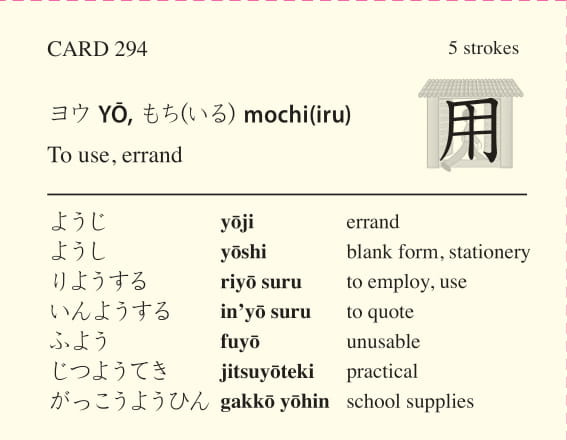 CARD 294
5 strokes
ヨウ YŌ, もち(いる) mochi(iru)
用
To use, errand
ようじ yōji errand
ようし yōshi blank form, stationery
りようする riyō suru to employ, use
いんようする in’yō suru to quote
ふよう fuyō unusable
じつようてき jitsuyōteki practical
がっこうようひん gakkō yōhin school supplies